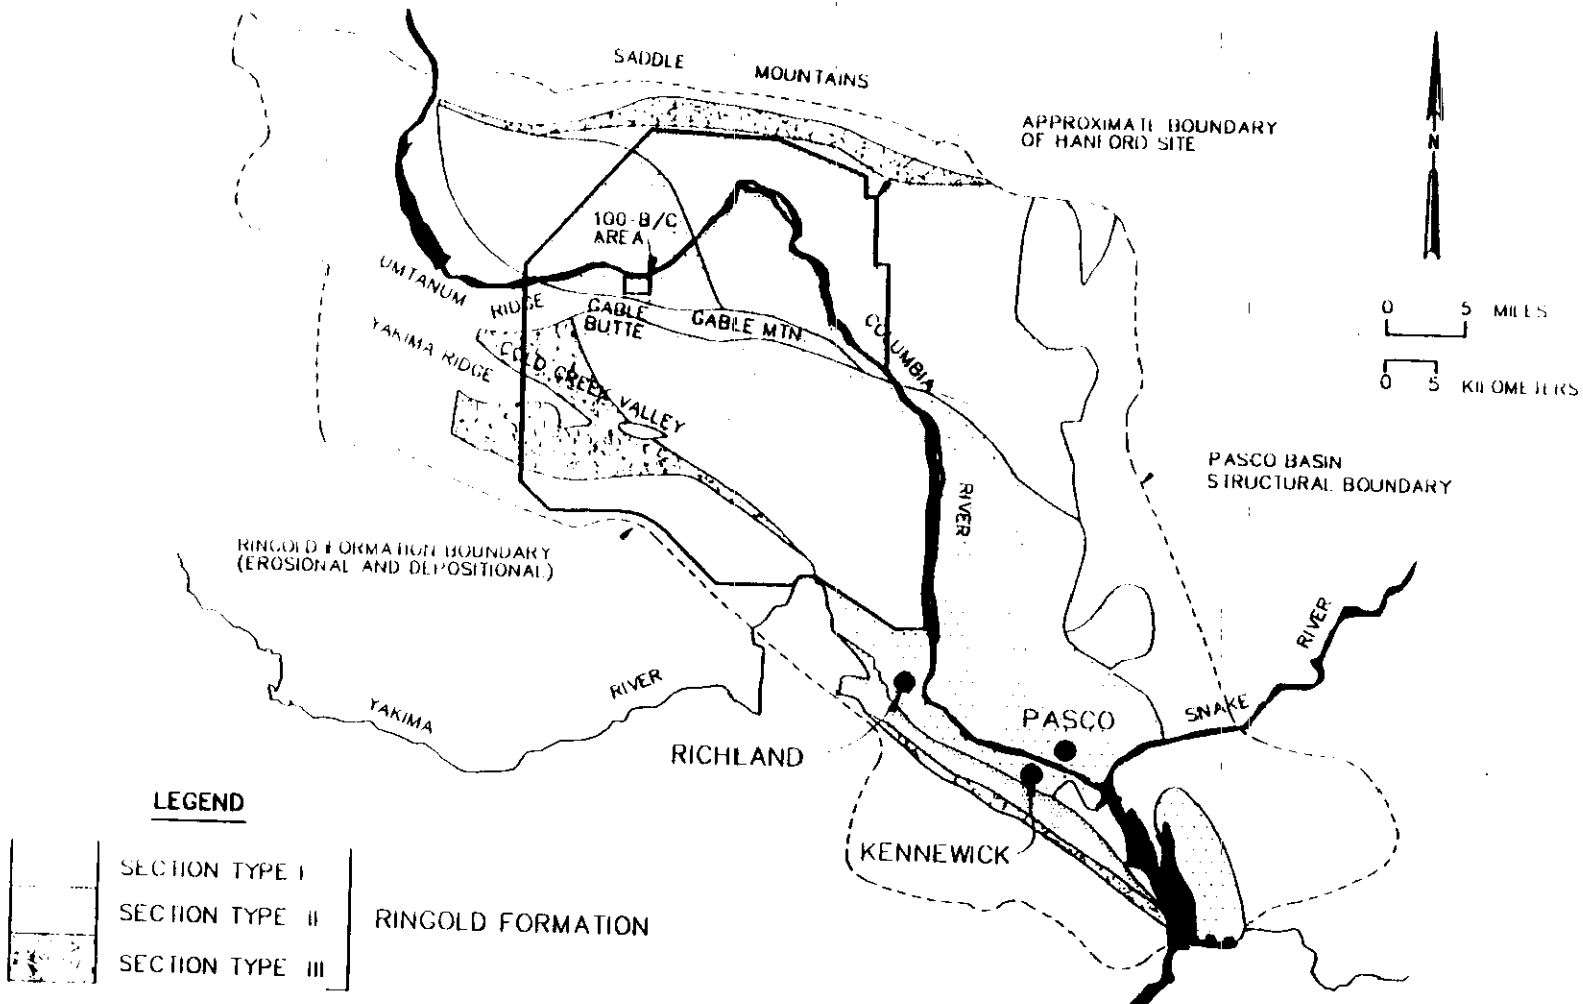 SADDLE MOUNTAINS
APPROXIMATE BOUNDARY
OF HANFORD SITE
N
100-B/C
AREA
UMTANUM RIDGE
GABLE
BUTTE
GABLE MTN.
COLUMBIA RIVER
0 5 MILES
0 5 KILOMETERS
YAKIMA RIDGE
COLD CREEK VALLEY
PASCO BASIN
STRUCTURAL BOUNDARY
RINGOLD FORMATION BOUNDARY
(EROSIONAL AND DEPOSITIONAL)
YAKIMA RIVER
SNAKE RIVER
RICHLAND
PASCO
KENNEWICK
LEGEND
SECTION TYPE I
SECTION TYPE II
SECTION TYPE III
RINGOLD FORMATION